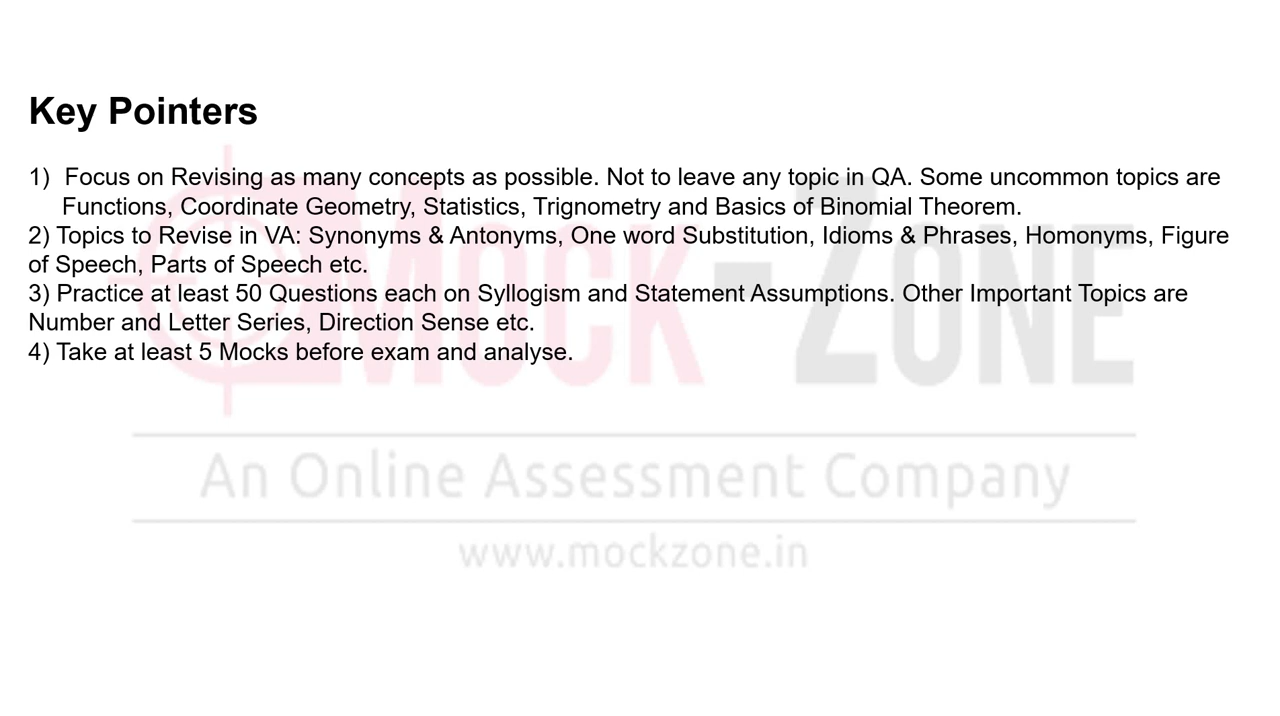 Key Pointers
1) Focus on Revising as many concepts as possible. Not to leave any topic in QA. Some uncommon topics are
Functions, Coordinate Geometry, Statistics, Trignometry and Basics of Binomial Theorem.
2) Topics to Revise in VA: Synonyms & Antonyms, One word Substitution, Idioms & Phrases, Homonyms, Figure
of Speech, Parts of Speech etc.
3) Practice at least 50 Questions each on Syllogism and Statement Assumptions. Other Important Topics are
Number and Letter Series, Direction Sense etc.
4) Take at least 5 Mocks before exam and analyse.
MOCK-ZONE
An Online Assessment Company
www.mockzone.in